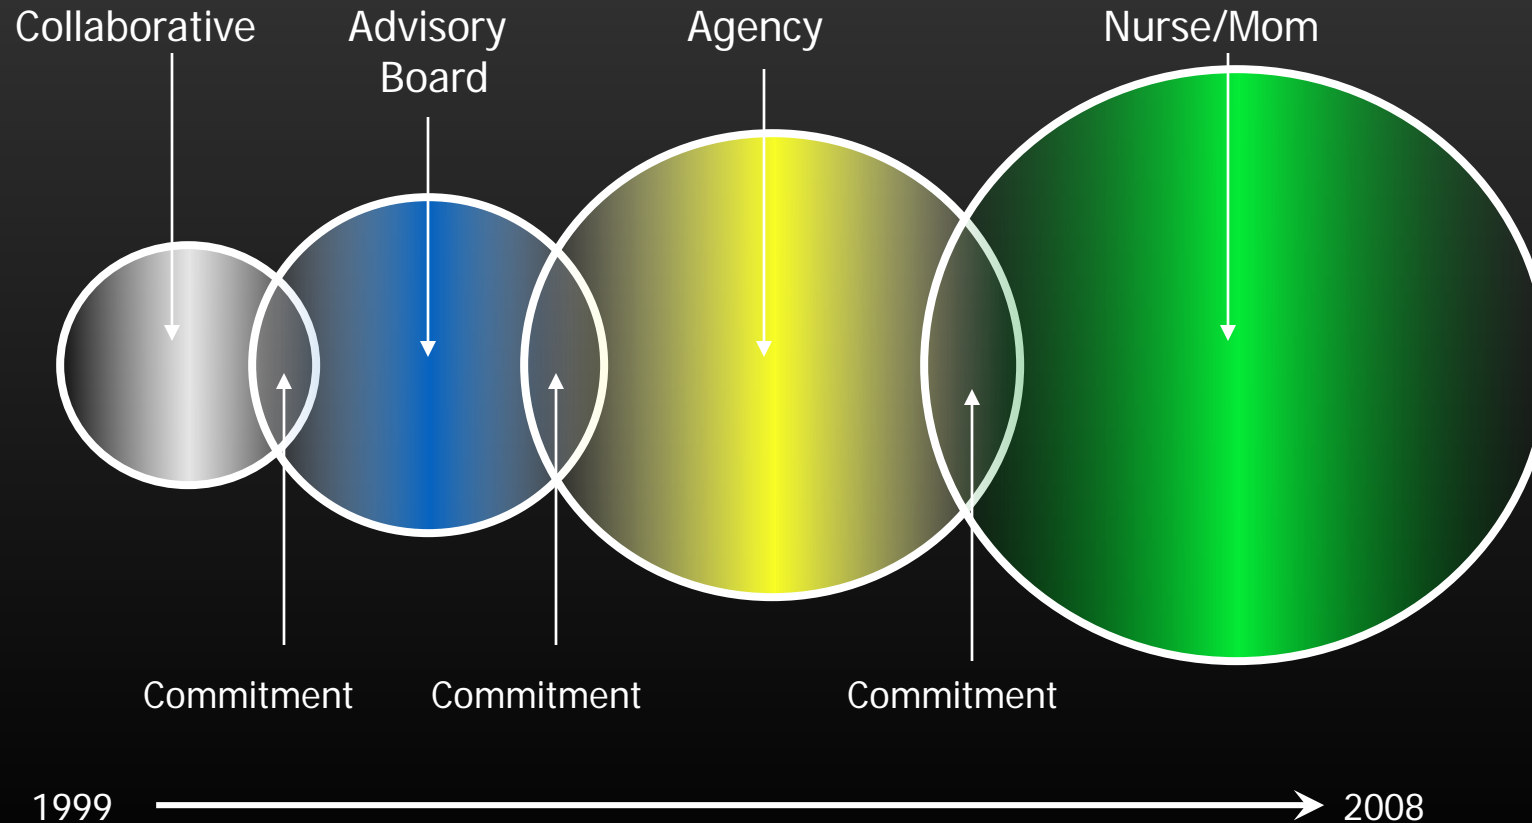 Collaborative
Advisory
Board
Agency
Nurse/Mom
Commitment
Commitment
Commitment
1999
2008